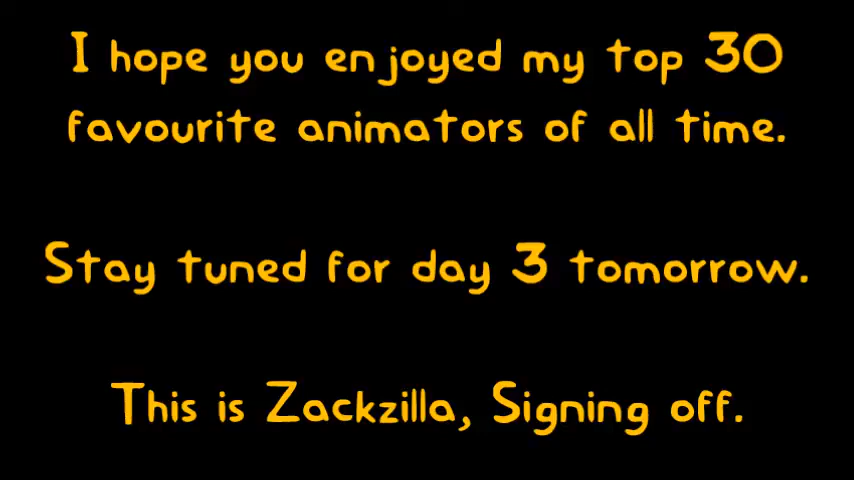 I hope you enjoyed my top 30
favourite animators of all time.
Stay tuned for day 3 tomorrow.
This is Zackzilla, Signing off.